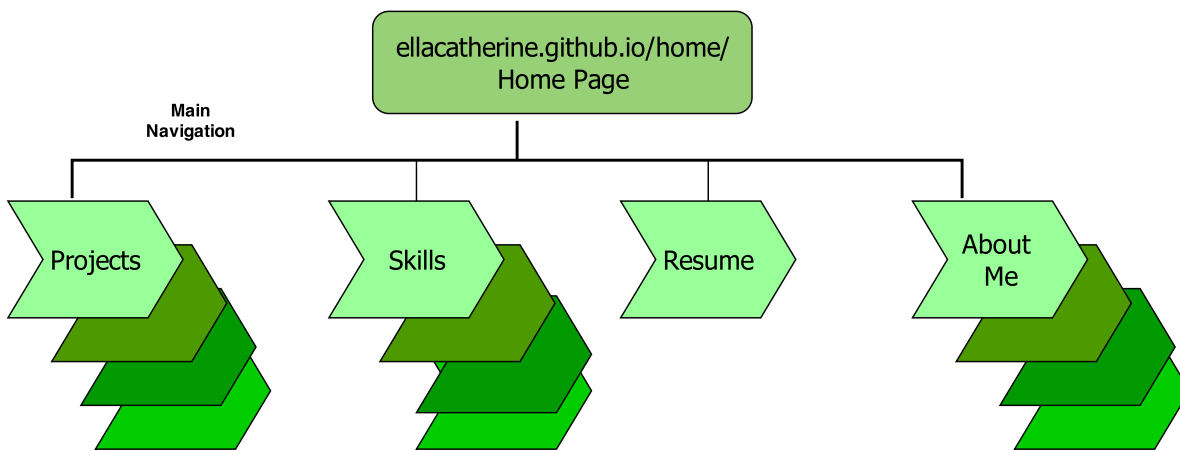 ellacatherine.github.io/home/
Home Page
Main
Navigation
Projects
Skills
Resume
About
Me